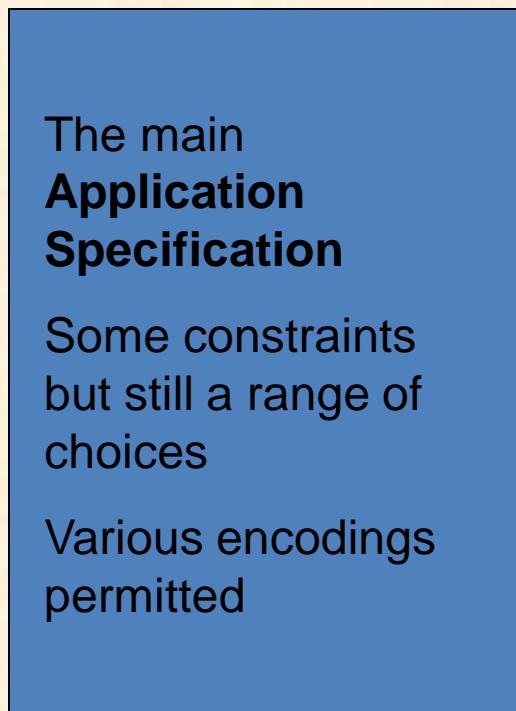 The main
Application
Specification
Some constraints
but still a range of
choices
Various encodings
permitted